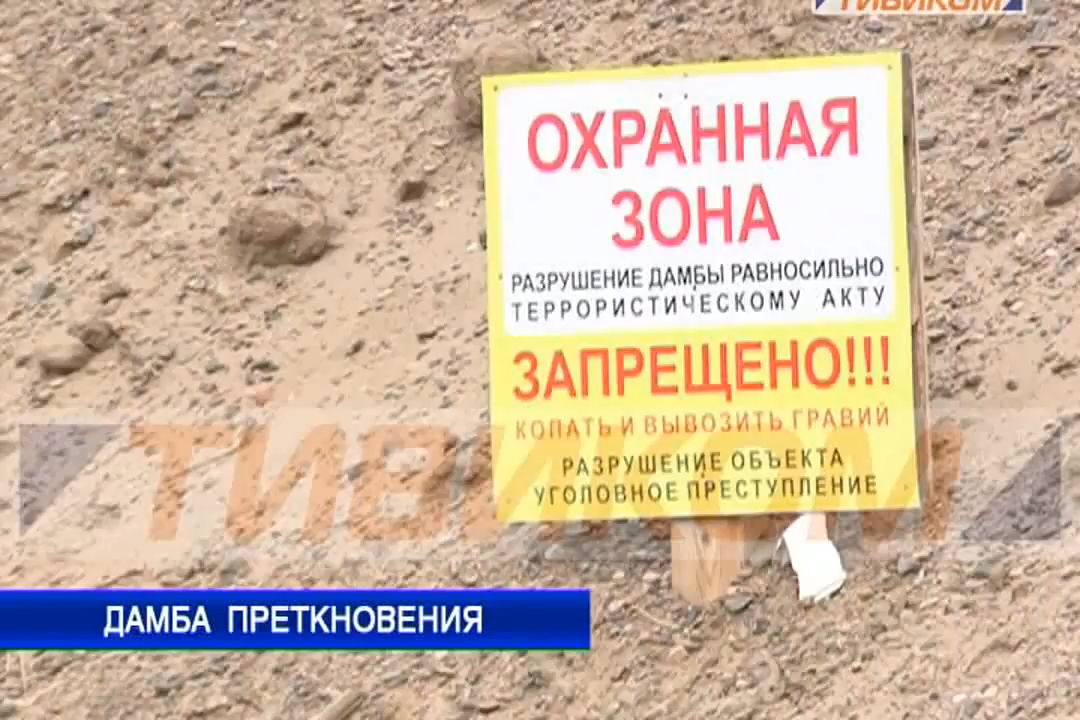 ТИВИКОМ
ОХРАННАЯ
ЗОНА
РАЗРУШЕНИЕ ДАМБЫ РАВНОСИЛЬНО
ТЕРРОРИСТИЧЕСКОМУ АКТУ
ЗАПРЕЩЕНО!!!
КОПАТЬ И ВЫВОЗИТЬ ГРАВИЙ
РАЗРУШЕНИЕ ОБЪЕКТА
УГОЛОВНОЕ ПРЕСТУПЛЕНИЕ
ТИВИКОМ
ДАМБА ПРЕТКНОВЕНИЯ